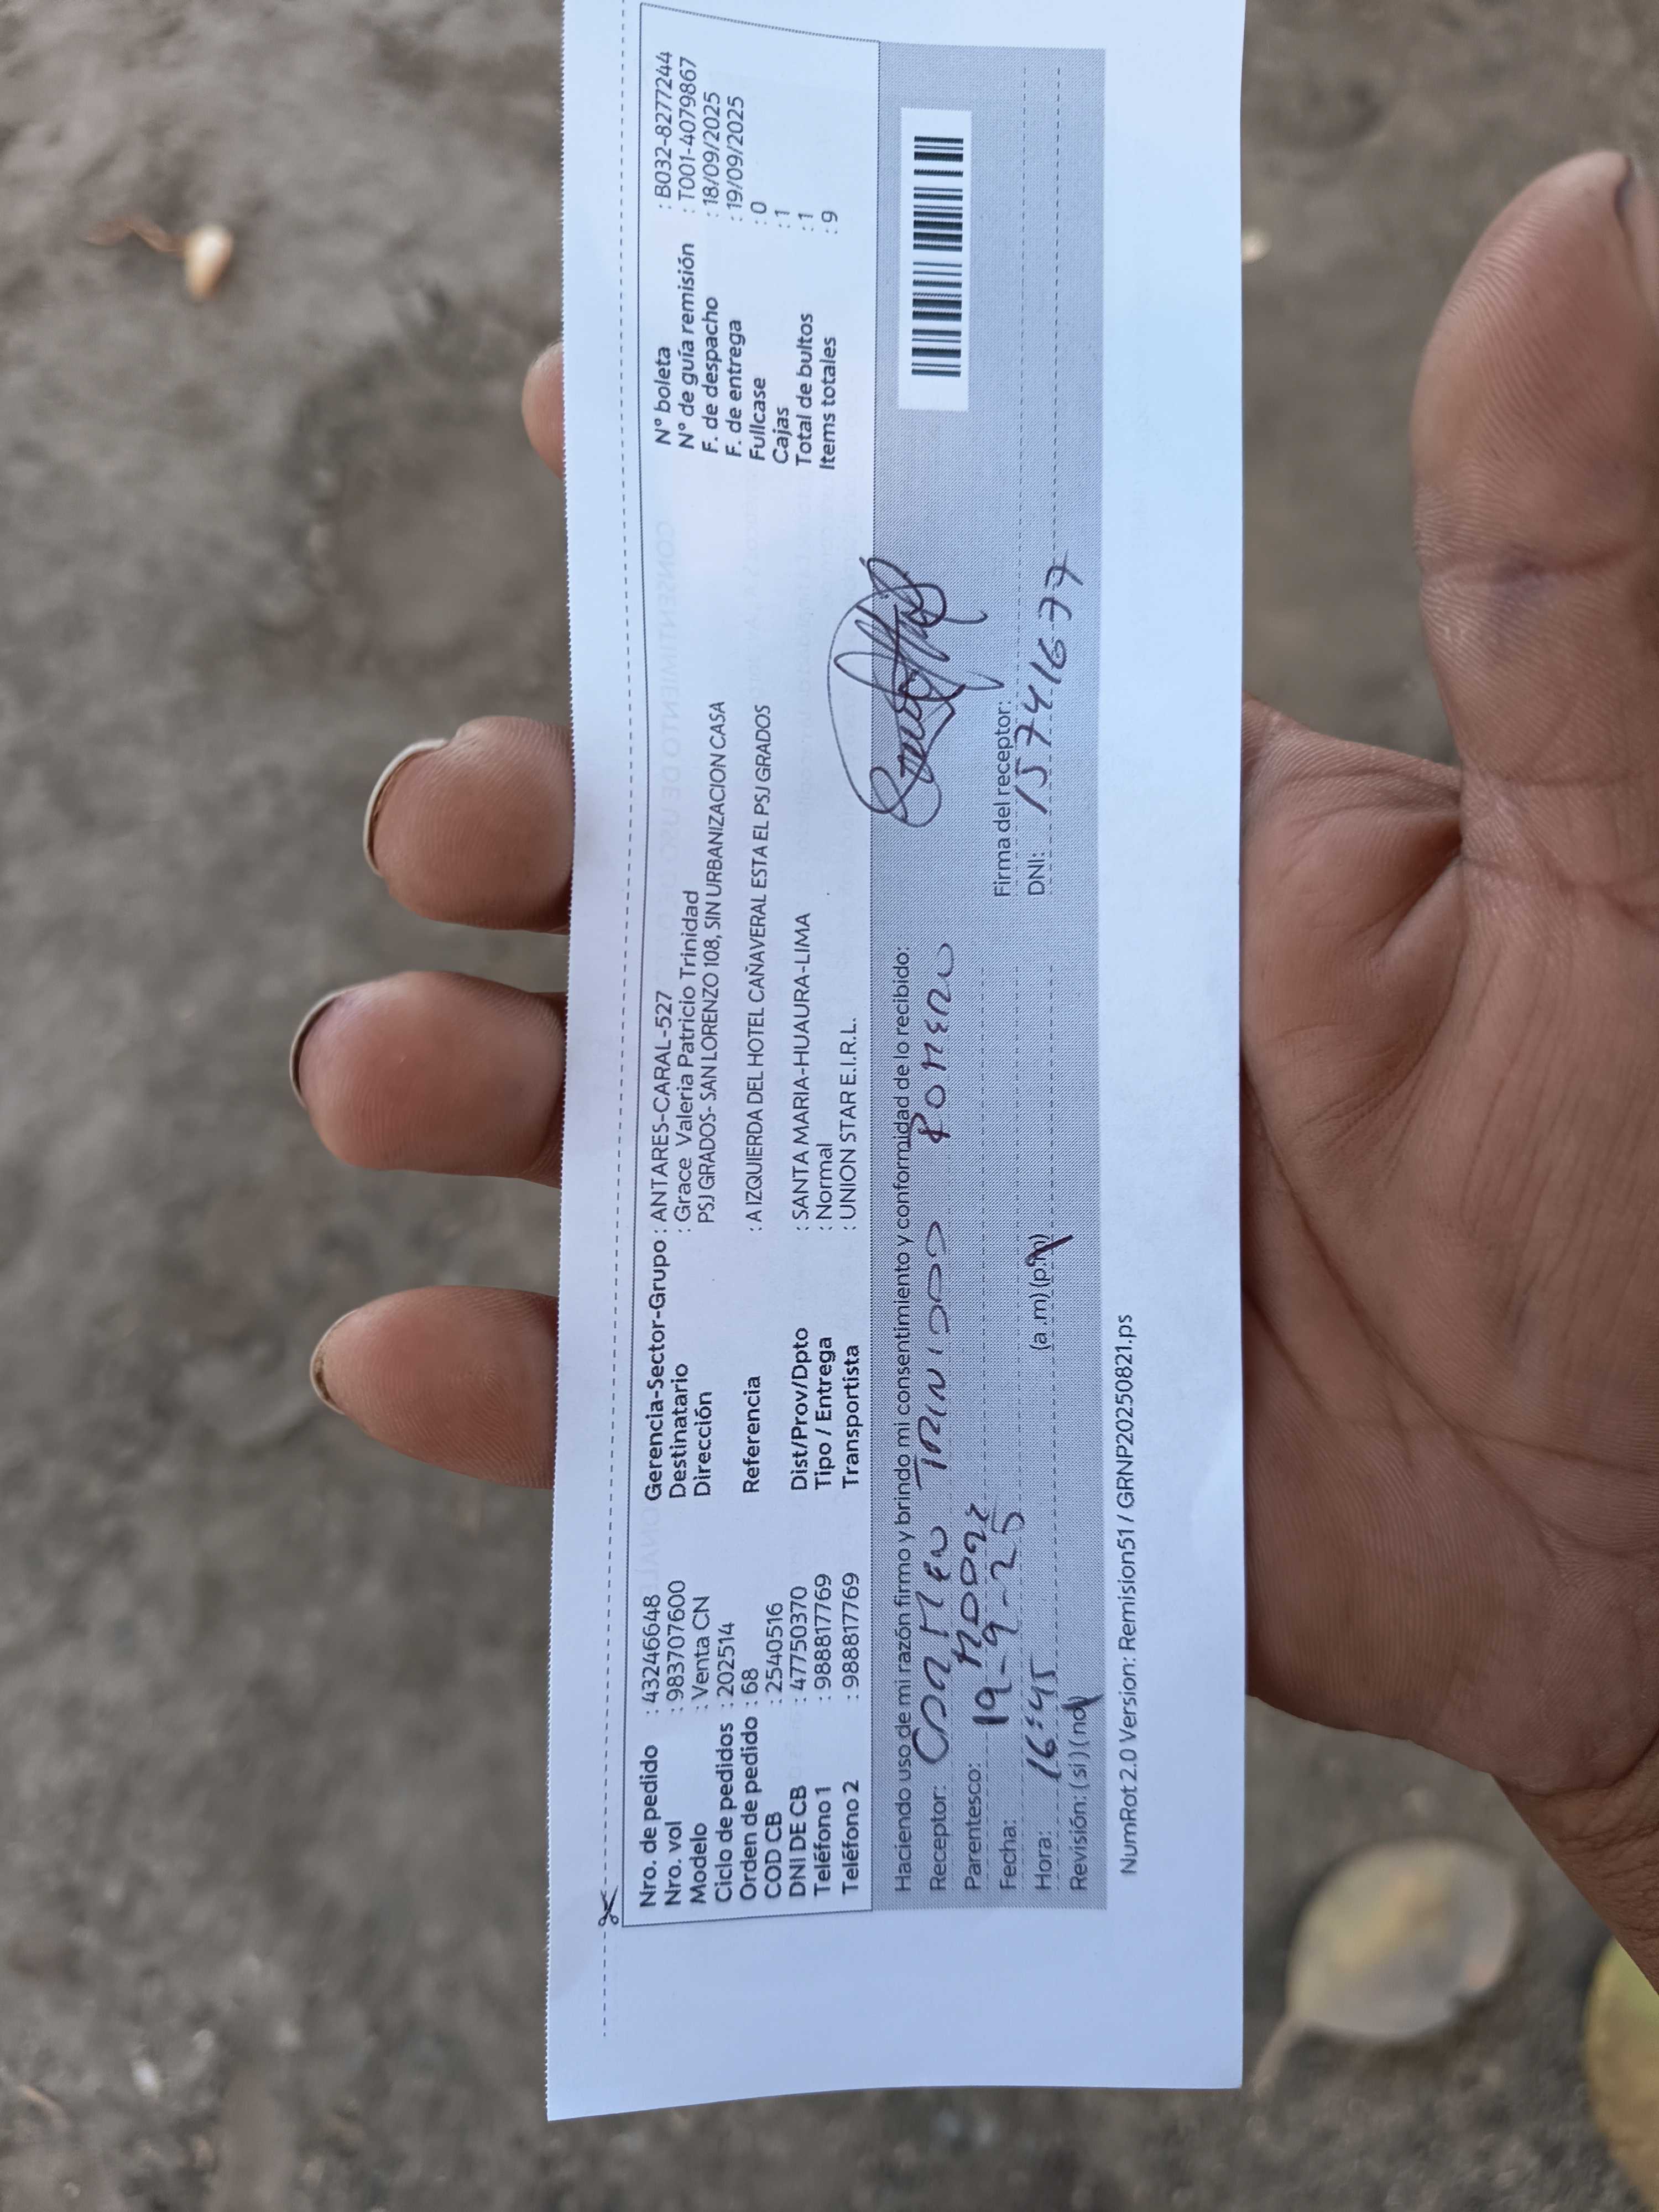 Nro. de pedido : 43246648
Nro. vol : 983707600
Modelo : Venta CN
Ciclo de pedidos : 202514
Orden de pedido : 68
COD CB : 2540516
DNI DE CB : 47750370
Teléfono 1 : 988817769
Teléfono 2 : 988817769
Gerencia-Sector-Grupo : ANTARES-CARAL-527
Destinatario : Grace Valeria Patricio Trinidad
Dirección PSJ GRADOS- SAN LORENZO 108, SIN URBANIZACION CASA
Referencia : A IZQUIERDA DEL HOTEL CAÑAVERAL ESTA EL PSJ GRADOS
Dist/Prov/Dpto : SANTA MARIA-HUAURA-LIMA
Tipo / Entrega : Normal
Transportista : UNION STAR E.I.R.L.
N° boleta : B032-8277244
N° de guía remisión : T001-4079867
F. de despacho : 18/09/2025
F. de entrega : 19/09/2025
Fullcase : 0
Cajas : 1
Total de bultos : 1
Items totales : 9
Haciendo uso de mi razón firmo y brindo mi consentimiento y conformidad de lo recibido:
Receptor: CARMEN TRINIDAD ROMERO
Parentesco: MADRE
Fecha: 19-9-25
Hora: 16:45 (a .m) (p.m)
Revisión: (si) (no)
Firma del receptor:
DNI: 15741677
NumRot 2.0 Version: Remision51 / GRNP20250821.ps